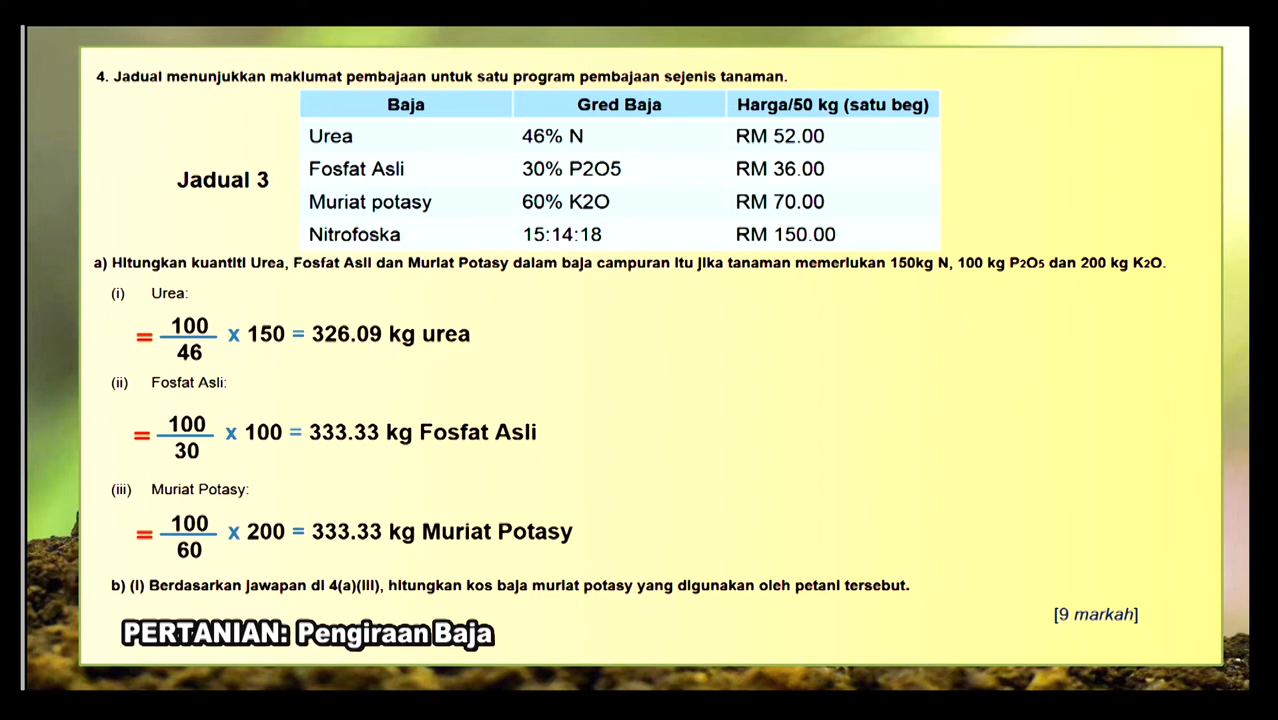 4. Jadual menunjukkan maklumat pembajaan untuk satu program pembajaan sejenis tanaman.
Baja Gred Baja Harga/50 kg (satu beg)
Urea 46% N RM 52.00
Fosfat Asli 30% P2O5 RM 36.00
Jadual 3
Muriat potasy 60% K2O RM 70.00
Nitrofoska 15:14:18 RM 150.00
a) Hitungkan kuantiti Urea, Fosfat Asli dan Muriat Potasy dalam baja campuran itu jika tanaman memerlukan 150kg N, 100 kg P2O5 dan 200 kg K2O.
(i) Urea:
= 100/46 x 150 = 326.09 kg urea
(ii) Fosfat Asli:
= 100/30 x 100 = 333.33 kg Fosfat Asli
(iii) Muriat Potasy:
= 100/60 x 200 = 333.33 kg Muriat Potasy
b) (i) Berdasarkan jawapan di 4(a)(iii), hitungkan kos baja muriat potasy yang digunakan oleh petani tersebut.
[9 markah]
PERTANIAN: Pengiraan Baja